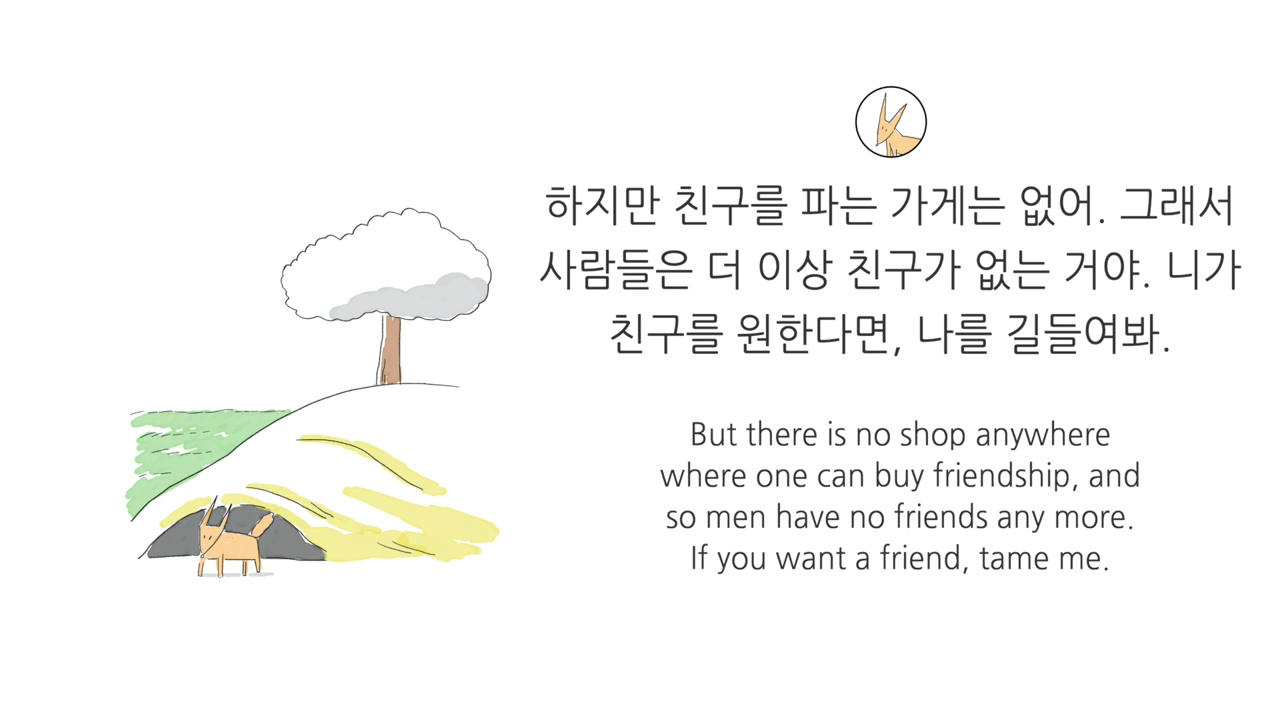 하지만 친구를 파는 가게는 없어. 그래서
사람들은 더 이상 친구가 없는 거야. 니가
친구를 원한다면, 나를 길들여봐.
But there is no shop anywhere
where one can buy friendship, and
so men have no friends any more.
If you want a friend, tame me.